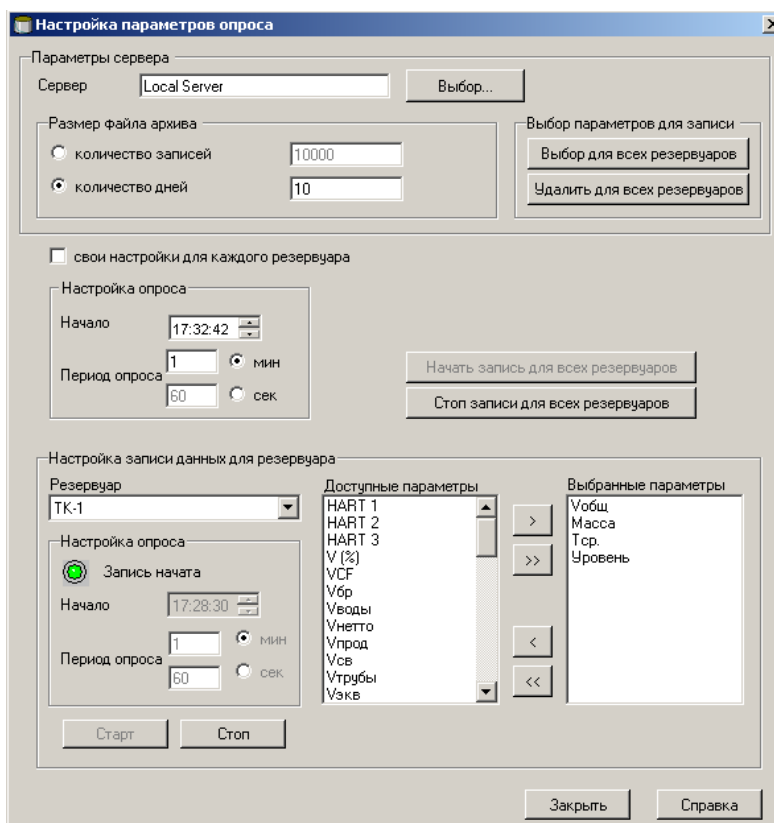 Настройка параметров опроса
Параметры сервера
Сервер Local Server Выбор...
Размер файла архива
количество записей 10000
количество дней 10
Выбор параметров для записи
Выбор для всех резервуаров
Удалить для всех резервуаров
свои настройки для каждого резервуара
Настройка опроса
Начало 17:32:42
Период опроса 1 мин
60 сек
Начать запись для всех резервуаров
Стоп записи для всех резервуаров
Настройка записи данных для резервуара
Резервуар
TK-1
Настройка опроса
Запись начата
Начало 17:28:30
Период опроса 1 мин
60 сек
Старт Стоп
Доступные параметры
HART 1
HART 2
HART 3
V (%)
VCF
Vбр
Vводы
Vнетто
Vпрод
Vсв
Vтрубы
Vэкв
>
>>
<
<<
Выбранные параметры
Vобщ
Масса
Tср.
Уровень
Закрыть Справка